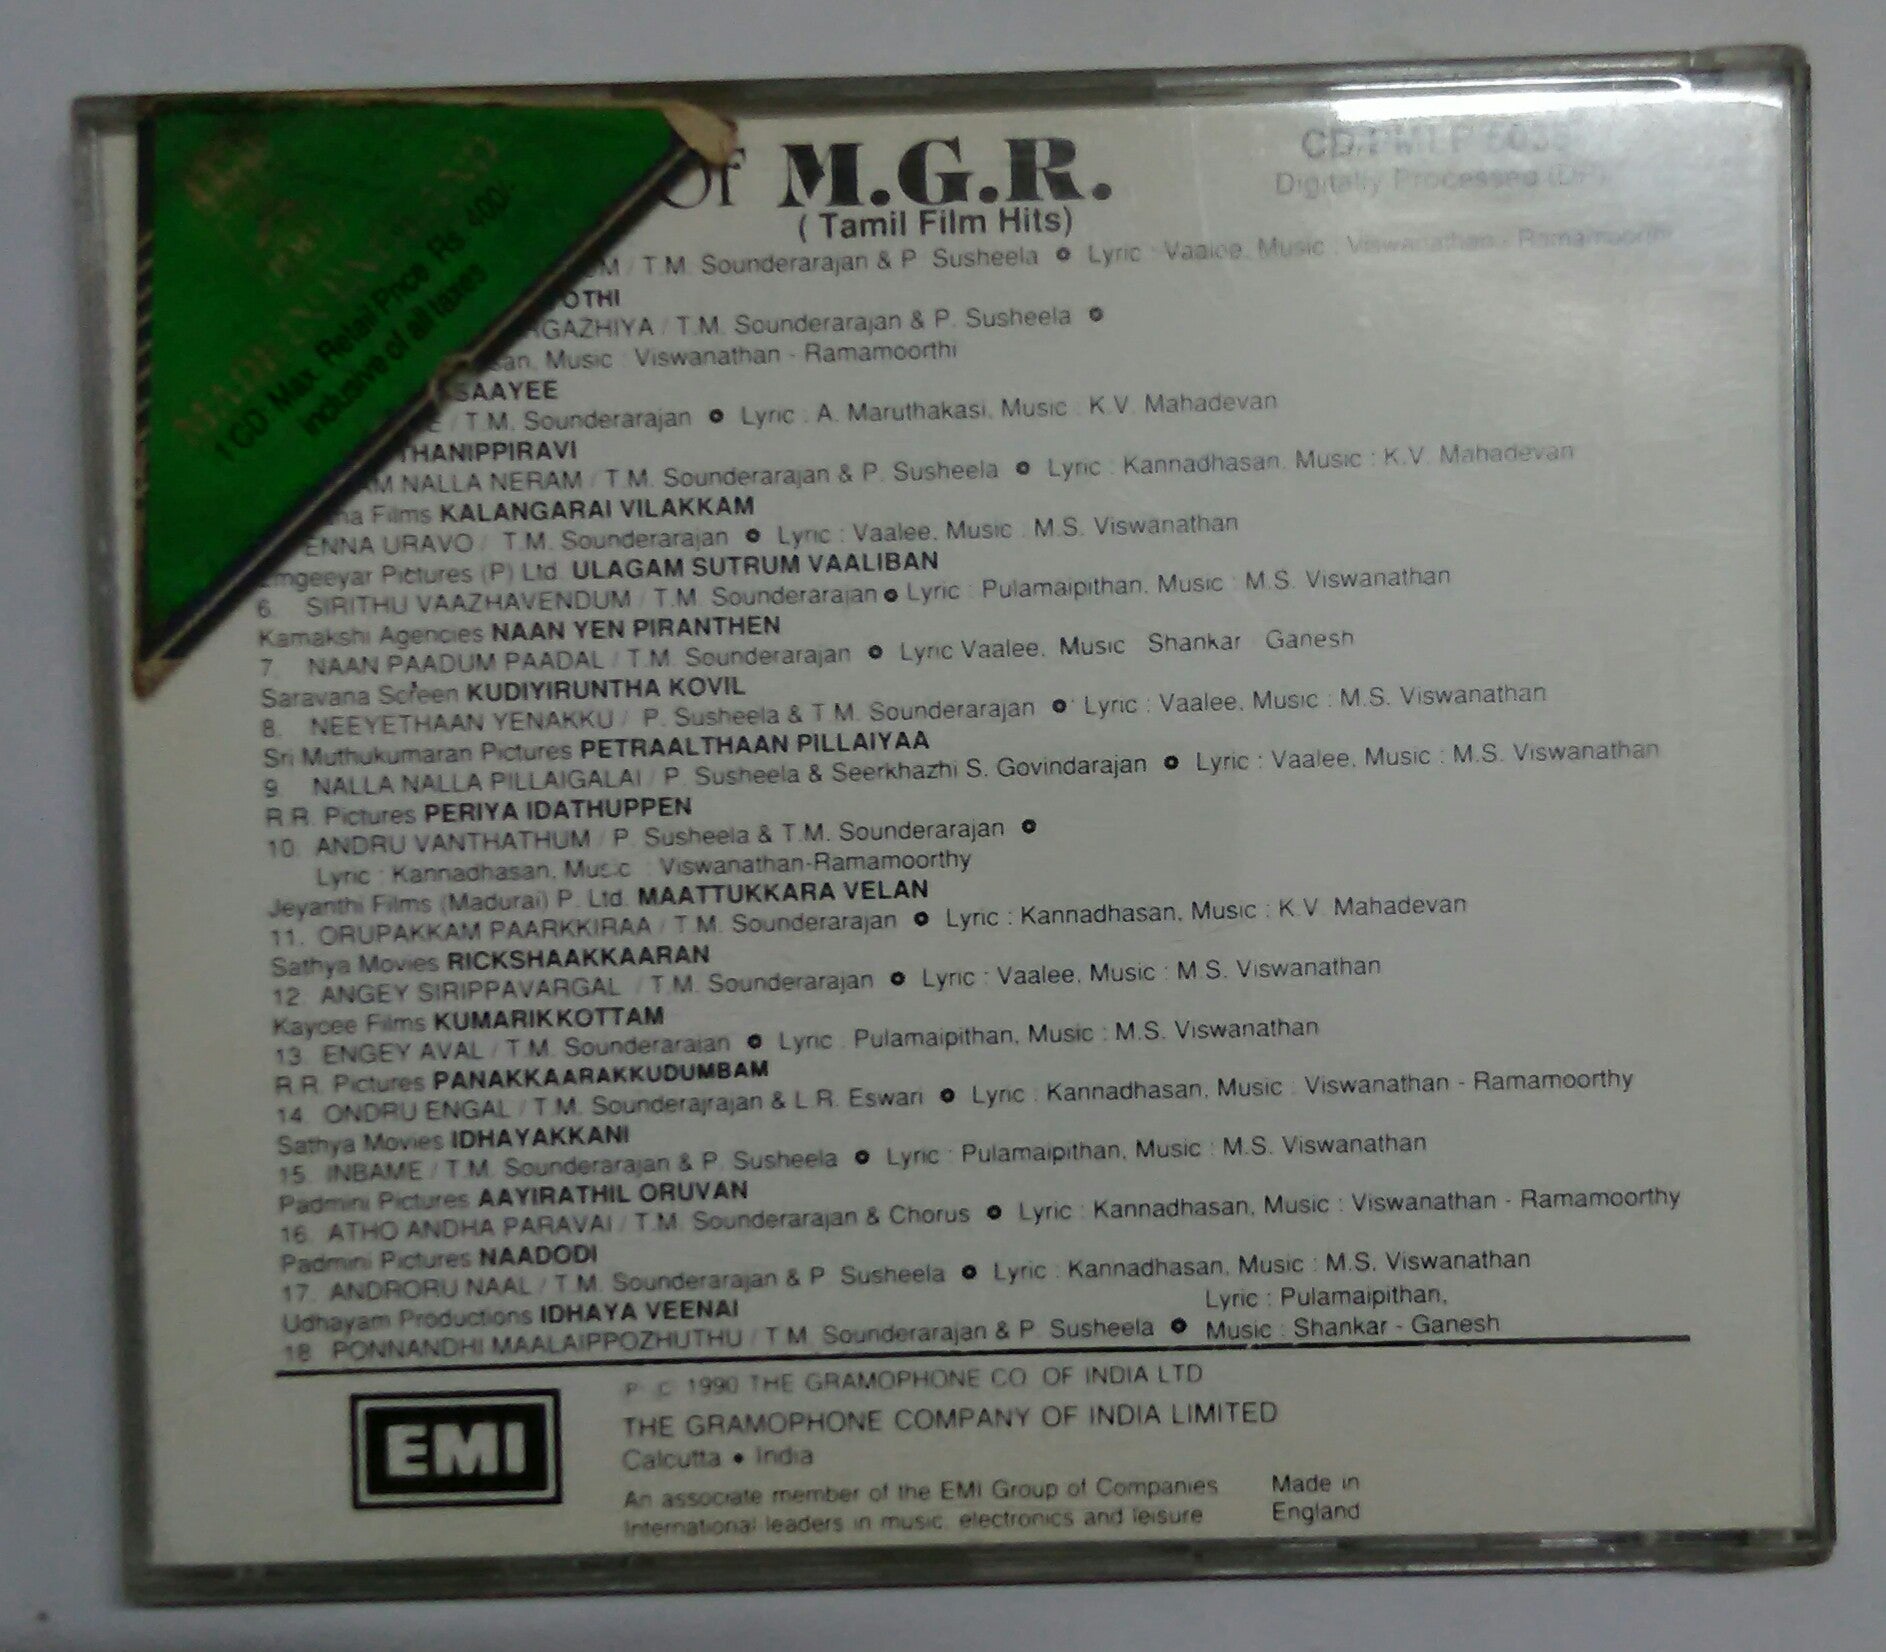 Of M.G.R.
( Tamil Film Hits)
Digitally Processed (DP)
MADE IN ENGLAND
1 CD Max Retail Price Rs 400/-
inclusive of all taxes
/ T.M. Sounderarajan & P. Susheela Lyric : Vaalee, Music : Viswanathan - Ramamoorthi
OTHI
RGAZHIYA / T.M. Sounderarajan & P. Susheela
san, Music : Viswanathan - Ramamoorthi
SAAYEE
E / T.M. Sounderarajan Lyric : A. Maruthakasi, Music : K.V. Mahadevan
THANIPPIRAVI
AM NALLA NERAM / T.M. Sounderarajan & P. Susheela Lyric : Kannadhasan, Music : K.V. Mahadevan
na Films KALANGARAI VILAKKAM
ENNA URAVO / T.M. Sounderarajan Lyric : Vaalee, Music : M.S. Viswanathan
Emgeeyar Pictures (P) Ltd. ULAGAM SUTRUM VAALIBAN
6. SIRITHU VAAZHAVENDUM / T.M. Sounderarajan Lyric : Pulamaipithan, Music : M.S. Viswanathan
Kamakshi Agencies NAAN YEN PIRANTHEN
7. NAAN PAADUM PAADAL / T.M. Sounderarajan Lyric Vaalee, Music Shankar Ganesh
Saravana Screen KUDIYIRUNTHA KOVIL
8. NEEYETHAAN YENAKKU / P. Susheela & T.M. Sounderarajan Lyric : Vaalee, Music : M.S. Viswanathan
Sri Muthukumaran Pictures PETRAALTHAAN PILLAIYAA
9. NALLA NALLA PILLAIGALAI / P. Susheela & Seerkhazhi S. Govindarajan Lyric : Vaalee, Music : M.S. Viswanathan
R.R. Pictures PERIYA IDATHUPPEN
10. ANDRU VANTHATHUM / P. Susheela & T.M. Sounderarajan
Lyric : Kannadhasan, Music : Viswanathan-Ramamoorthy
Jeyanthi Films (Madurai) P. Ltd. MAATTUKKARA VELAN
11. ORUPAKKAM PAARKKIRAA / T.M. Sounderarajan Lyric : Kannadhasan, Music : K.V. Mahadevan
Sathya Movies RICKSHAAKKAARAN
12. ANGEY SIRIPPAVARGAL / T.M. Sounderarajan Lyric : Vaalee, Music : M.S. Viswanathan
Kaycee Films KUMARIKKOTTAM
13. ENGEY AVAL / T.M. Sounderarajan Lyric : Pulamaipithan, Music : M.S. Viswanathan
R.R. Pictures PANAKKAARAKKUDUMBAM
14. ONDRU ENGAL / T.M. Sounderajrajan & L.R. Eswari Lyric : Kannadhasan, Music : Viswanathan - Ramamoorthy
Sathya Movies IDHAYAKKANI
15. INBAME / T.M. Sounderarajan & P. Susheela Lyric : Pulamaipithan, Music : M.S. Viswanathan
Padmini Pictures AAYIRATHIL ORUVAN
16. ATHO ANDHA PARAVAI / T.M. Sounderarajan & Chorus Lyric : Kannadhasan, Music : Viswanathan - Ramamoorthy
Padmini Pictures NAADODI
17. ANDRORU NAAL / T.M. Sounderarajan & P. Susheela Lyric : Kannadhasan, Music : M.S. Viswanathan
Udhayam Productions IDHAYA VEENAI
Lyric : Pulamaipithan,
18. PONNANDHI MAALAIPPOZHUTHU / T.M. Sounderarajan & P. Susheela Music : Shankar - Ganesh
EMI
P. C 1990 THE GRAMOPHONE CO. OF INDIA LTD
THE GRAMOPHONE COMPANY OF INDIA LIMITED
Calcutta • India
An associate member of the EMI Group of Companies
International leaders in music, electronics and leisure
Made in
England